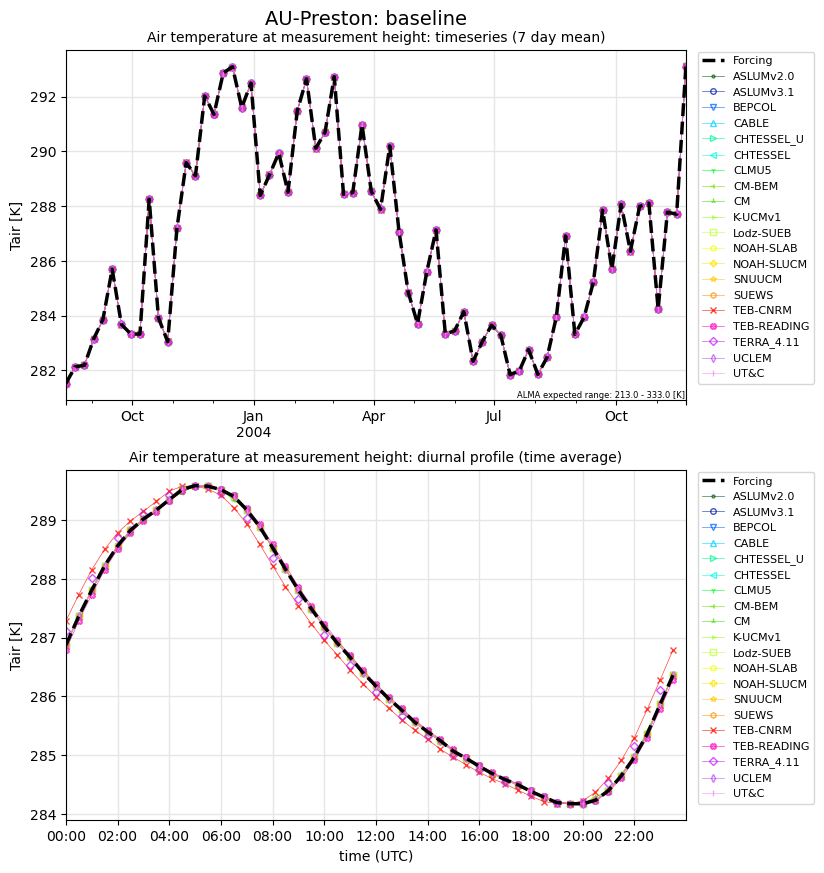 AU-Preston: baseline
Air temperature at measurement height: timeseries (7 day mean)
Tair [K]
292
290
288
286
284
282
Oct
Jan
2004
Apr
Jul
Oct
ALMA expected range: 213.0 - 333.0 [K]
Forcing
ASLUMv2.0
ASLUMv3.1
BEPCOL
CABLE
CHTESSEL_U
CHTESSEL
CLMU5
CM-BEM
CM
K-UCMv1
Lodz-SUEB
NOAH-SLAB
NOAH-SLUCM
SNUUCM
SUEWS
TEB-CNRM
TEB-READING
TERRA_4.11
UCLEM
UT&C
Air temperature at measurement height: diurnal profile (time average)
Tair [K]
289
288
287
286
285
284
00:00
02:00
04:00
06:00
08:00
10:00
12:00
14:00
16:00
18:00
20:00
22:00
time (UTC)
Forcing
ASLUMv2.0
ASLUMv3.1
BEPCOL
CABLE
CHTESSEL_U
CHTESSEL
CLMU5
CM-BEM
CM
K-UCMv1
Lodz-SUEB
NOAH-SLAB
NOAH-SLUCM
SNUUCM
SUEWS
TEB-CNRM
TEB-READING
TERRA_4.11
UCLEM
UT&C